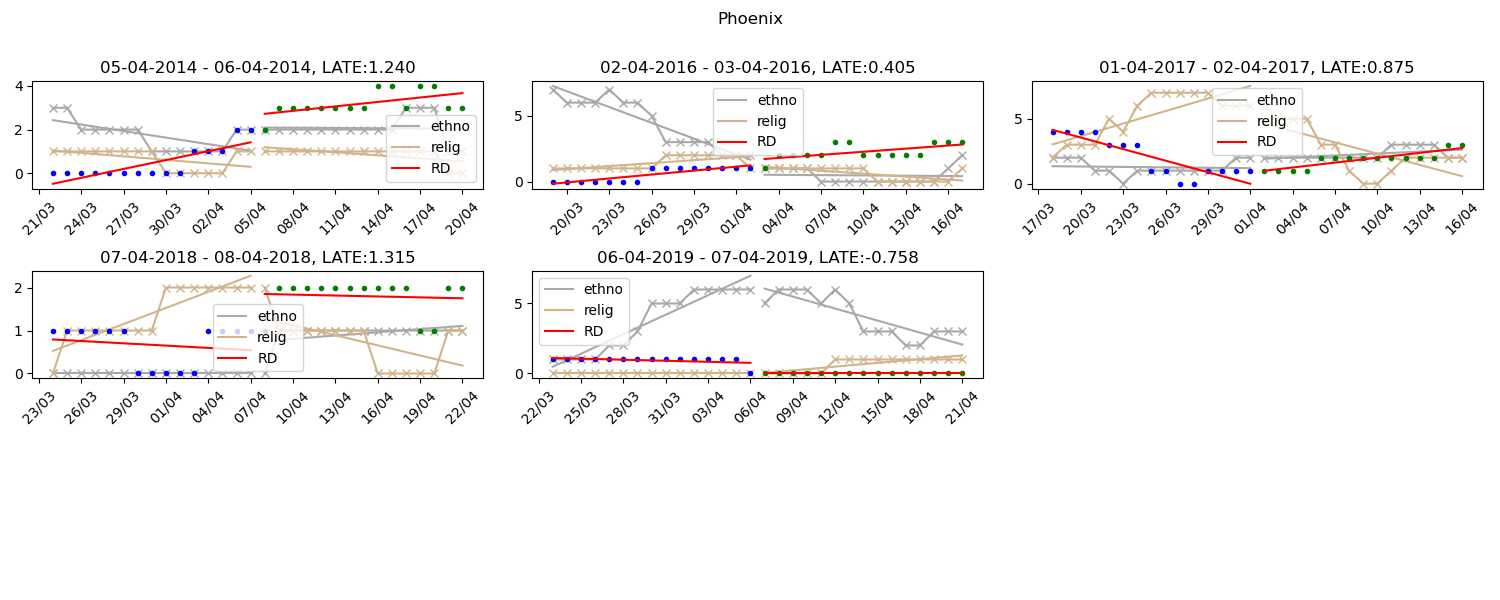 Phoenix
05-04-2014 - 06-04-2014, LATE:1.240
4
2
0
ethno
relig
RD
21/03 24/03 27/03 30/03 02/04 05/04 08/04 11/04 14/04 17/04 20/04
02-04-2016 - 03-04-2016, LATE:0.405
5
0
ethno
relig
RD
20/03 23/03 26/03 29/03 01/04 04/04 07/04 10/04 13/04 16/04
01-04-2017 - 02-04-2017, LATE:0.875
5
0
ethno
relig
RD
17/03 20/03 23/03 26/03 29/03 01/04 04/04 07/04 10/04 13/04 16/04
07-04-2018 - 08-04-2018, LATE:1.315
2
1
0
ethno
relig
RD
23/03 26/03 29/03 01/04 04/04 07/04 10/04 13/04 16/04 19/04 22/04
06-04-2019 - 07-04-2019, LATE:-0.758
5
0
ethno
relig
RD
22/03 25/03 28/03 31/03 03/04 06/04 09/04 12/04 15/04 18/04 21/04